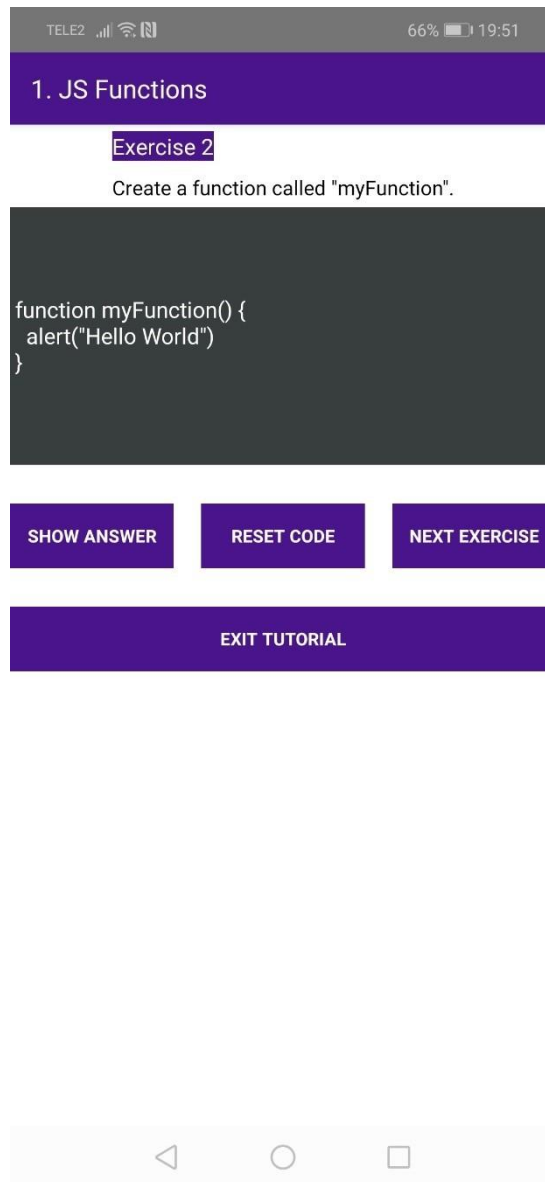 TELE2 66% 19:51
1. JS Functions
Exercise 2
Create a function called "myFunction".
function myFunction() {
  alert("Hello World")
}
SHOW ANSWER RESET CODE NEXT EXERCISE
EXIT TUTORIAL